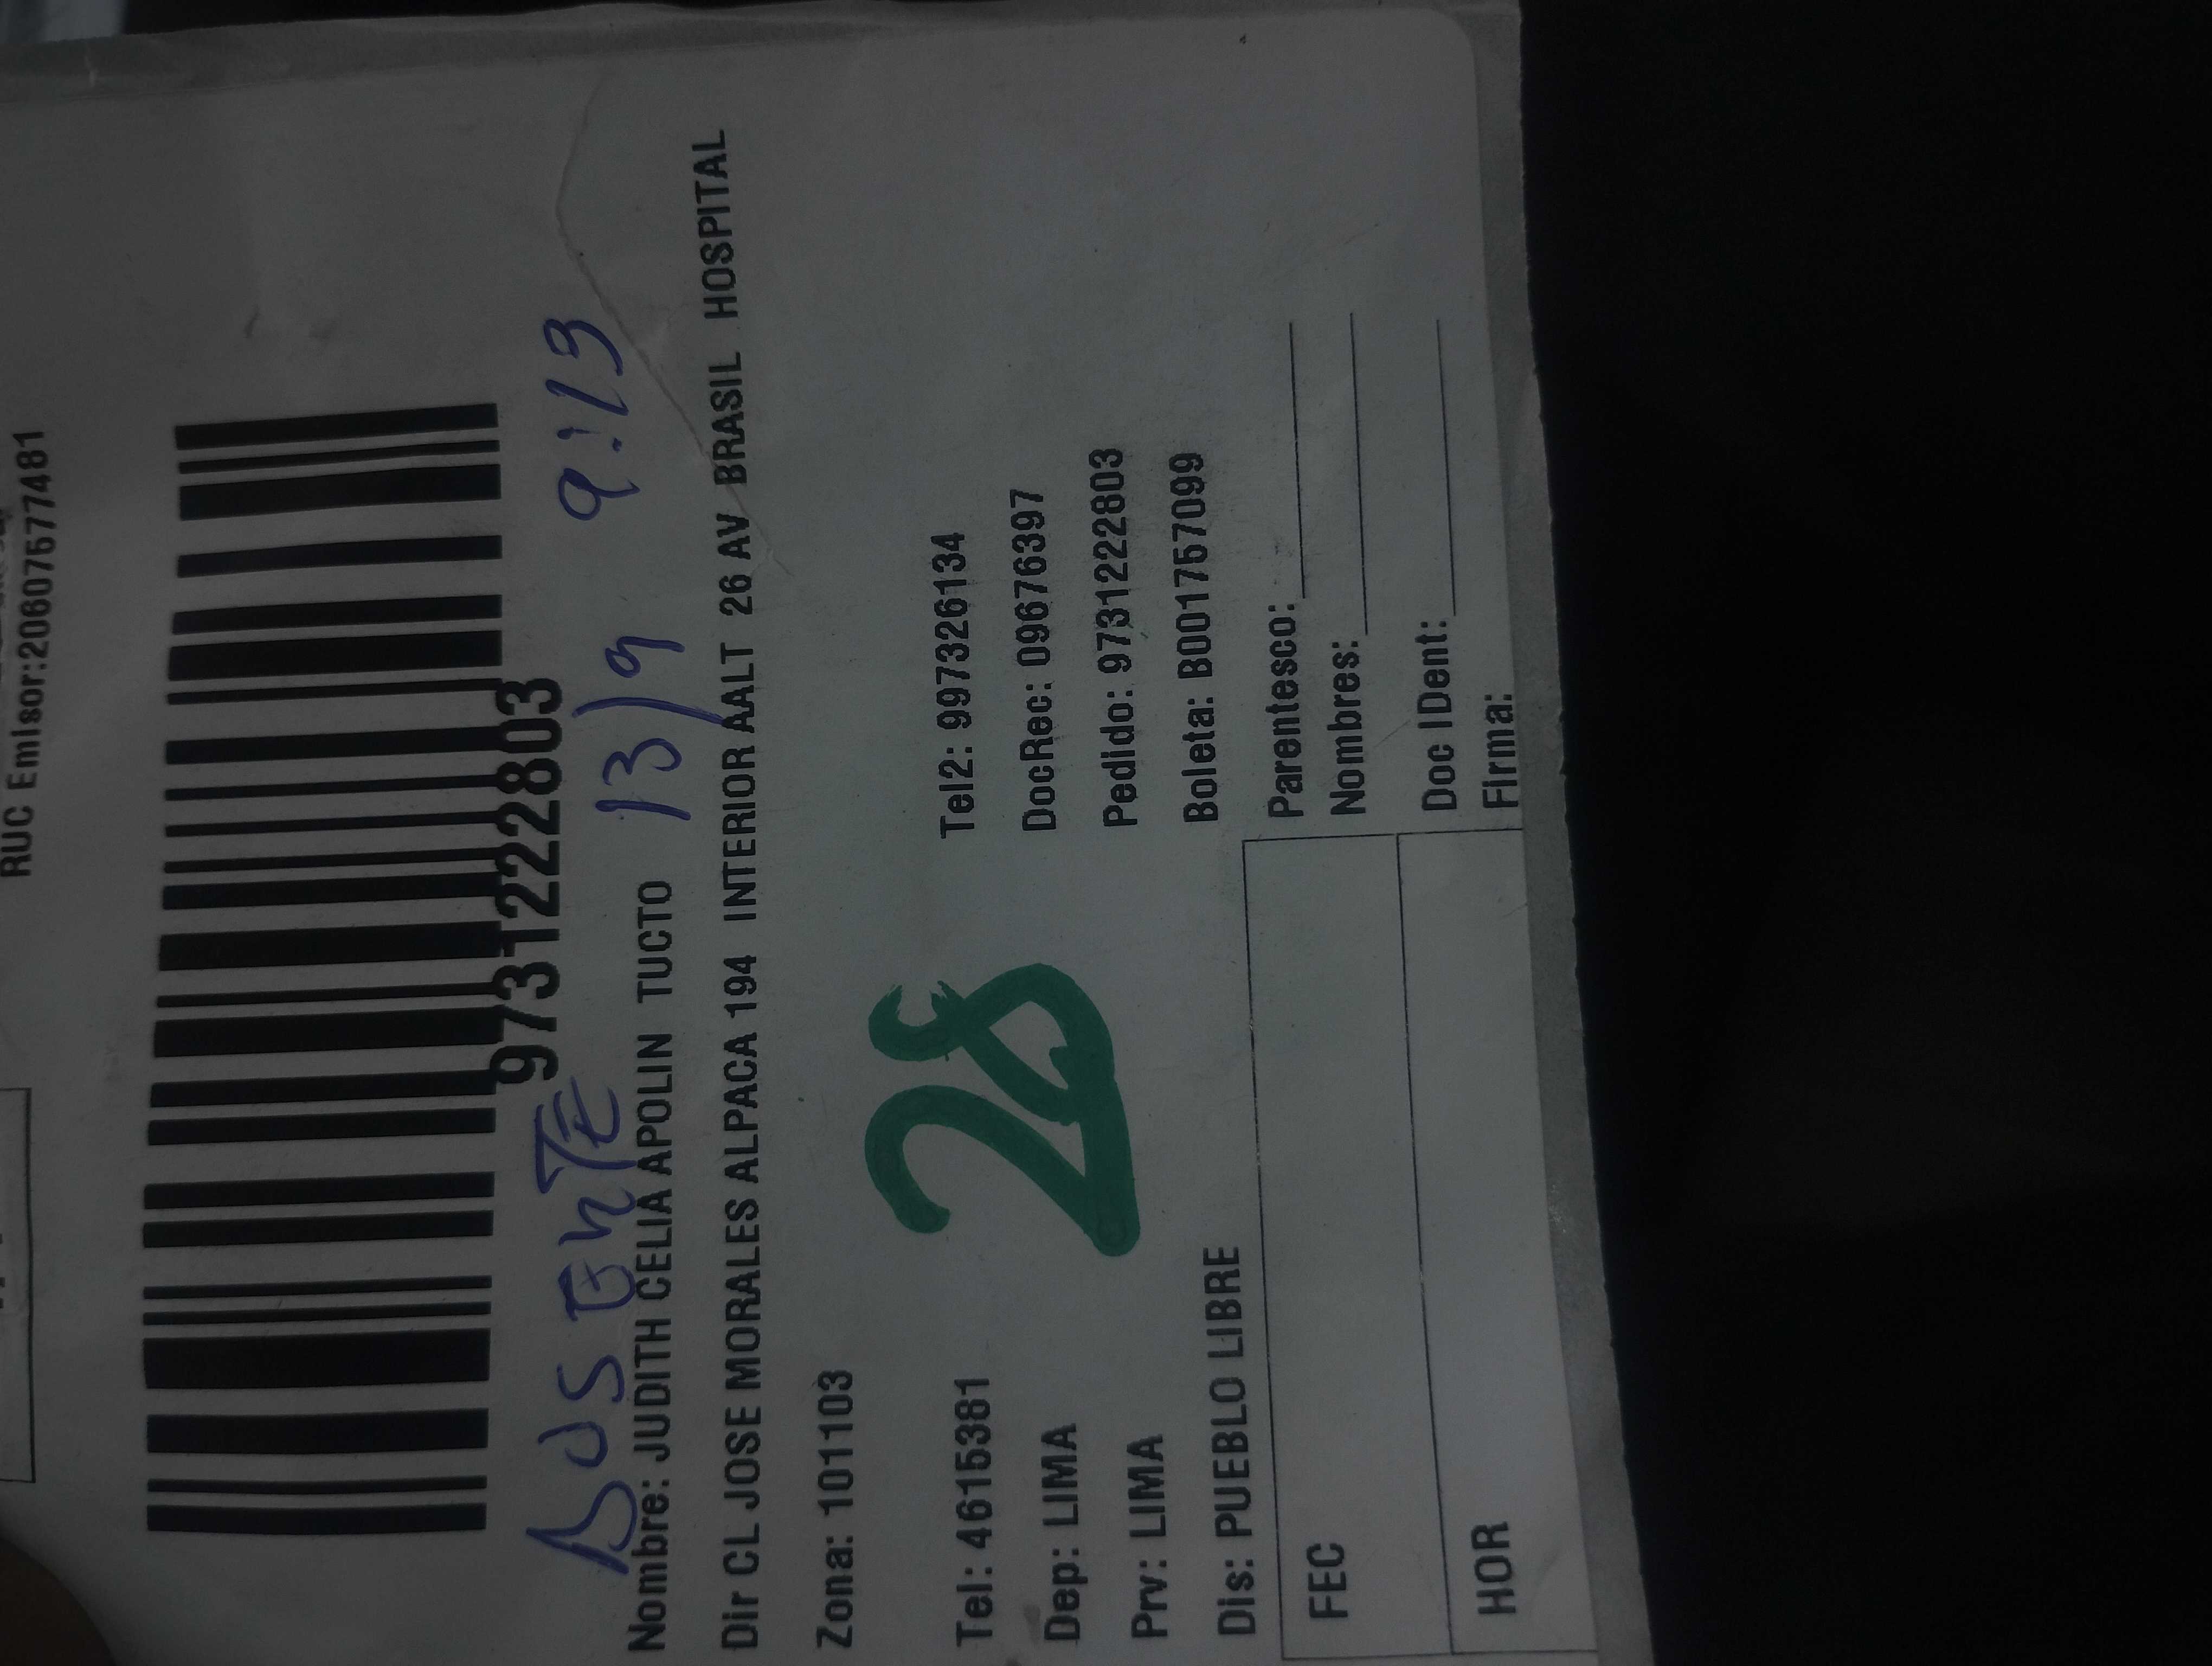 RUC Emisor:20607577481
9731222803
AUSENTE 13/9 9:13
Nombre: JUDITH CELIA APOLIN TUCTO
Dir CL JOSE MORALES ALPACA 194 INTERIOR AALT 26 AV BRASIL HOSPITAL
Zona: 101103
28
Tel: 4615381 Tel2: 997326134
Dep: LIMA DocRec: 09676397
Prv: LIMA Pedido: 9731222803
Dis: PUEBLO LIBRE Boleta: B001757099
FEC Parentesco:
Nombres:
HOR Doc IDent:
Firma: